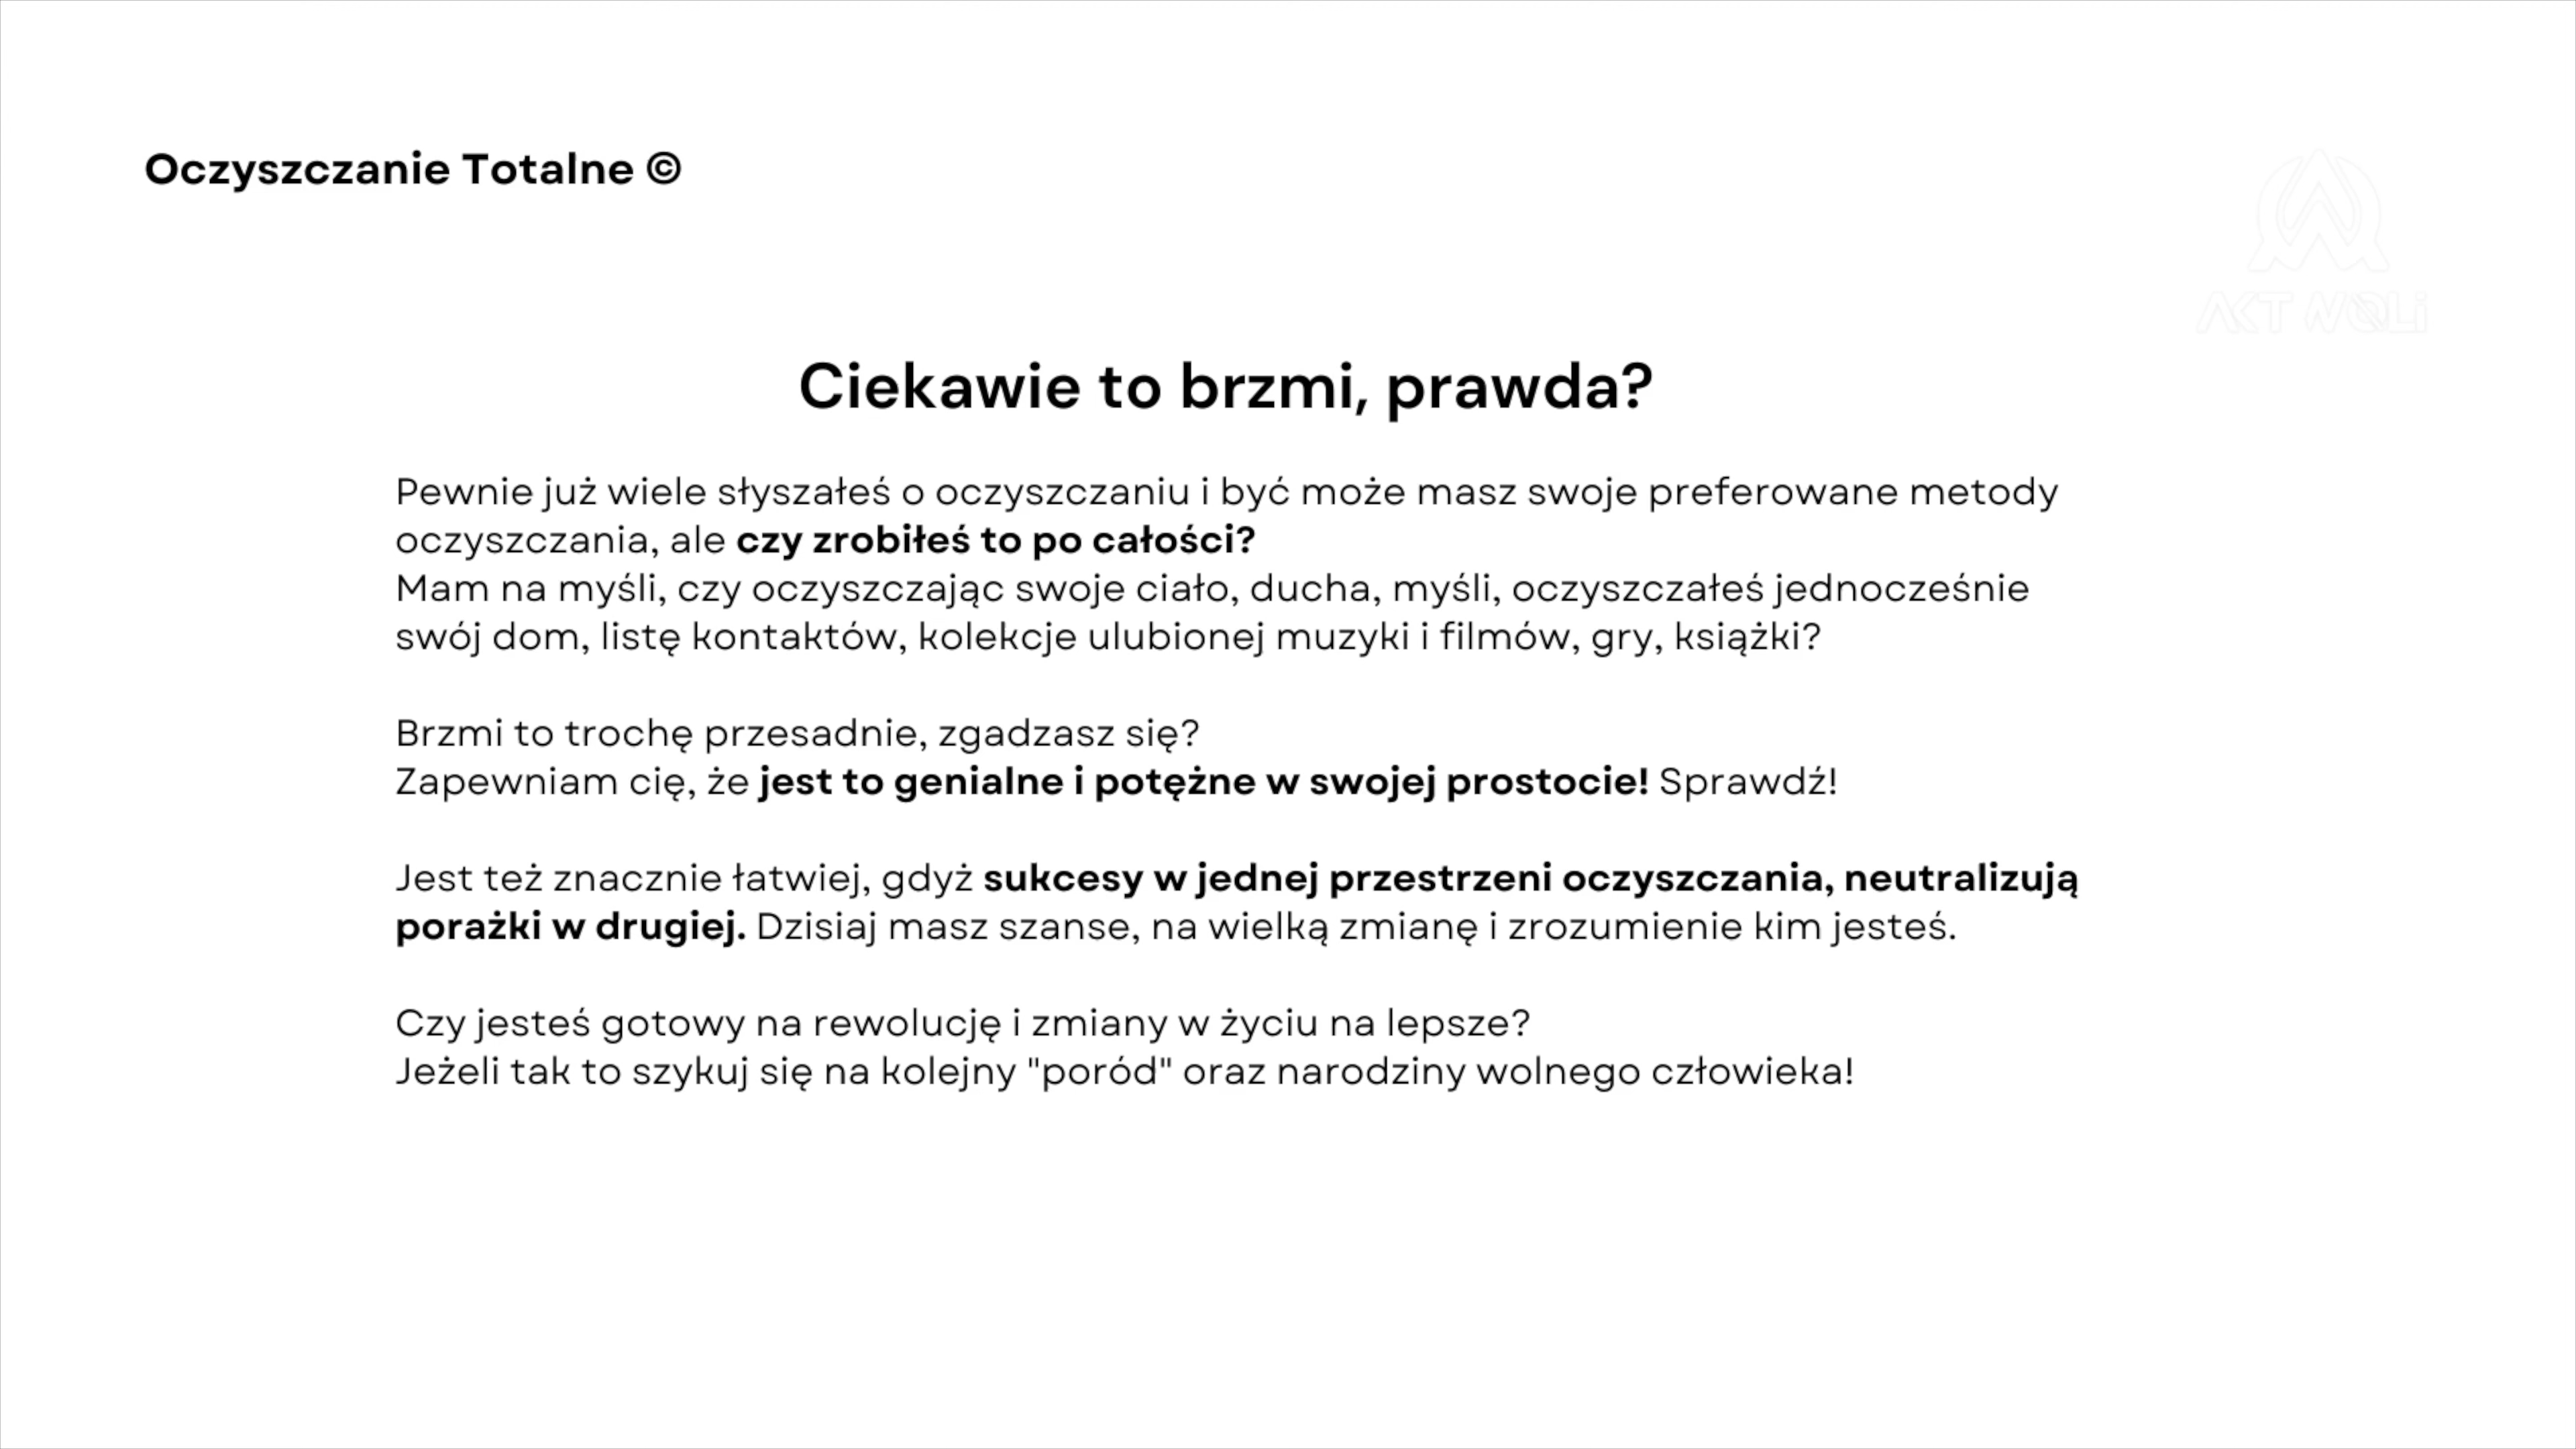 Oczyszczanie Totalne ©
AKT WOLi
Ciekawie to brzmi, prawda?
Pewnie już wiele słyszałeś o oczyszczaniu i być może masz swoje preferowane metody
oczyszczania, ale czy zrobiłeś to po całości?
Mam na myśli, czy oczyszczając swoje ciało, ducha, myśli, oczyszczałeś jednocześnie
swój dom, listę kontaktów, kolekcje ulubionej muzyki i filmów, gry, książki?
Brzmi to trochę przesadnie, zgadzasz się?
Zapewniam cię, że jest to genialne i potężne w swojej prostocie! Sprawdź!
Jest też znacznie łatwiej, gdyż sukcesy w jednej przestrzeni oczyszczania, neutralizują
porażki w drugiej. Dzisiaj masz szanse, na wielką zmianę i zrozumienie kim jesteś.
Czy jesteś gotowy na rewolucję i zmiany w życiu na lepsze?
Jeżeli tak to szykuj się na kolejny "poród" oraz narodziny wolnego człowieka!